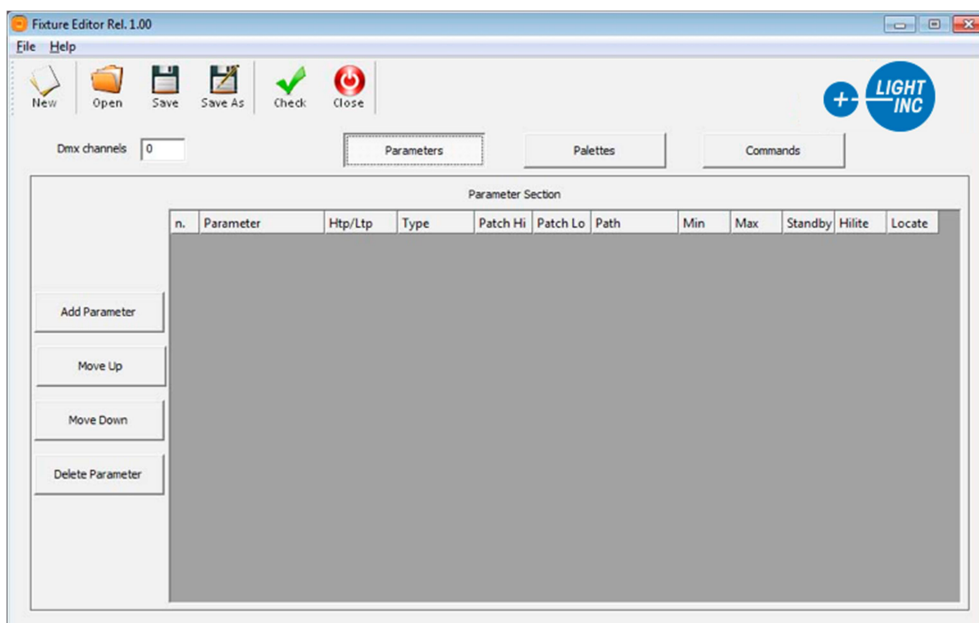 Fixture Editor Rel. 1.00
File Help
New Open Save Save As Check Close
+- LIGHT INC
Dmx channels 0 Parameters Palettes Commands
Parameter Section
n. Parameter Htp/Ltp Type Patch Hi Patch Lo Path Min Max Standby Hilite Locate
Add Parameter
Move Up
Move Down
Delete Parameter